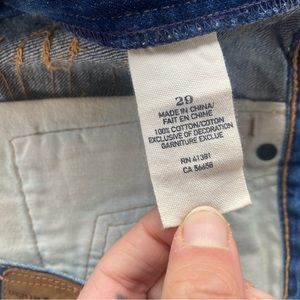 29
MADE IN CHINA/
FAIT EN CHINE
100% COTTON/COTON
EXCLUSIVE OF DECORATION
GARNITURE EXCLUE
RN 41381
CA 56658